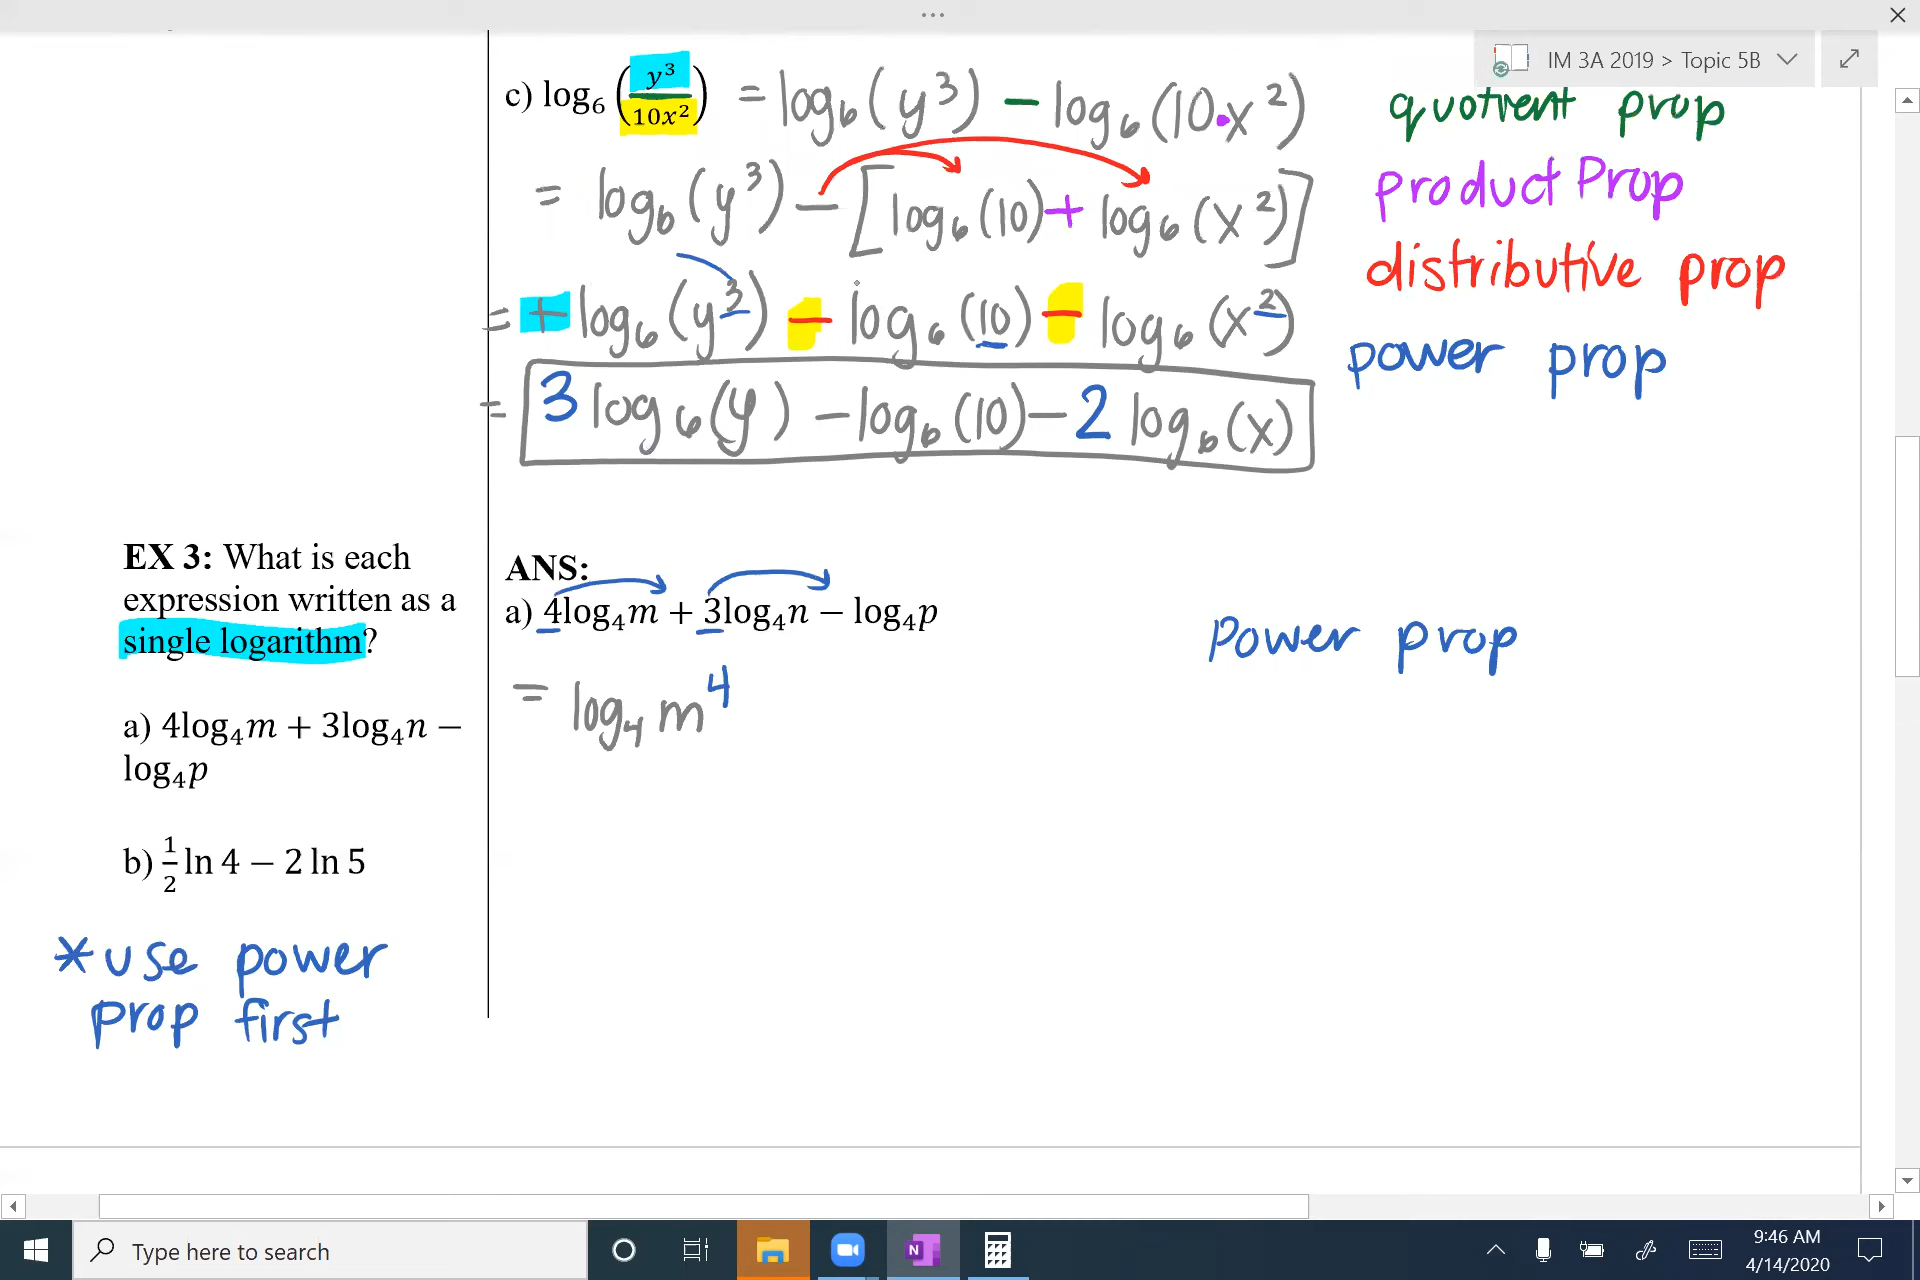 IM 3A 2019 > Topic 5B
c) log₆ (y³/10x²) = log₆(y³) − log₆(10·x²)
quotient prop
= log₆(y³) − [log₆(10) + log₆(x²)]
product Prop
distributive prop
= + log₆(y³) − log₆(10) − log₆(x²)
power prop
= 3 log₆(y) − log₆(10) − 2 log₆(x)
EX 3: What is each
expression written as a
single logarithm?
a) 4log₄m + 3log₄n −
log₄p
b) 1/2 ln 4 − 2 ln 5
*use power
prop first
ANS:
a) 4log₄m + 3log₄n − log₄p
Power prop
= log₄ m⁴
Type here to search
N
9:46 AM
4/14/2020